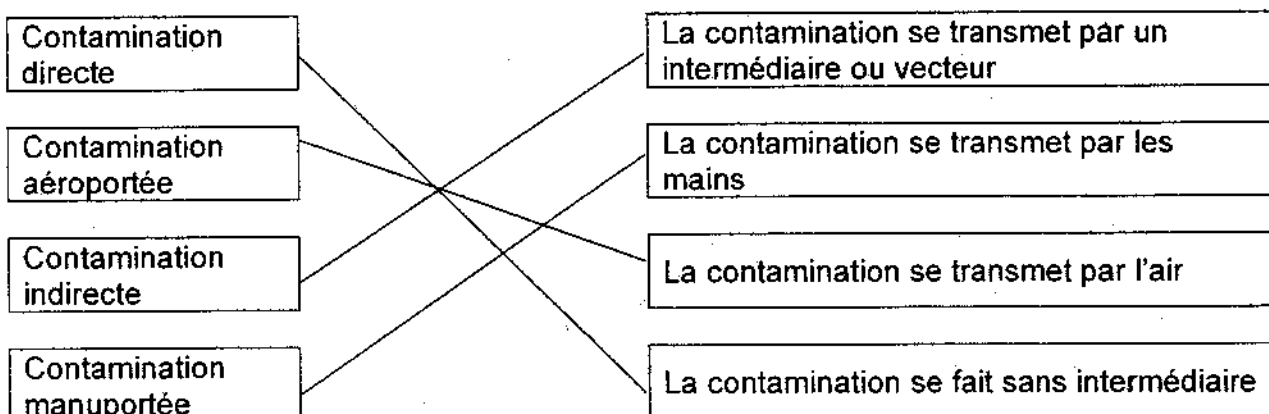 Contamination
directe
La contamination se transmet par un
intermédiaire ou vecteur
Contamination
aéroportée
La contamination se transmet par les
mains
Contamination
indirecte
La contamination se transmet par l'air
Contamination
manuportée
La contamination se fait sans intermédiaire